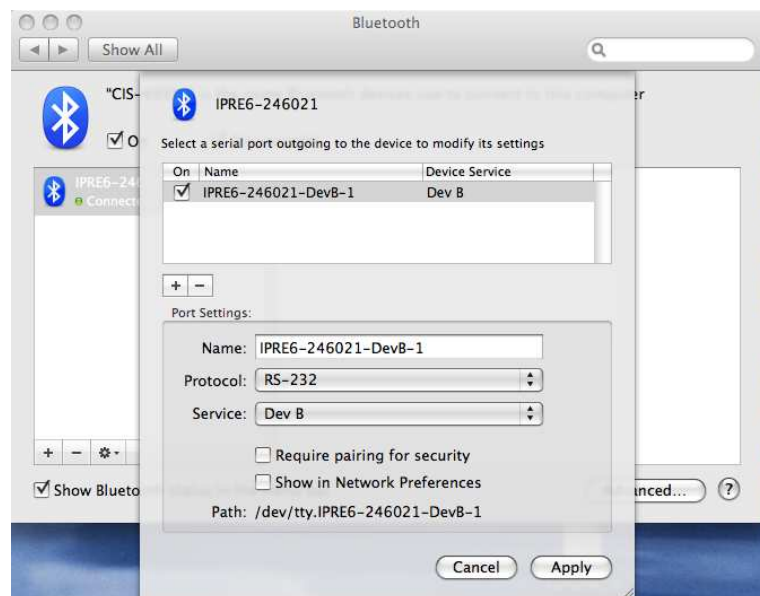 Bluetooth
Show All
"CIS-
er
IPRE6-246021
Select a serial port outgoing to the device to modify its settings
On Name Device Service
IPRE6-246021-DevB-1 Dev B
IPRE6-24
Connect
+ -
Port Settings:
Name: IPRE6-246021-DevB-1
Protocol: RS-232
Service: Dev B
Require pairing for security
Show in Network Preferences
Path: /dev/tty.IPRE6-246021-DevB-1
+ -
Show Blueto
anced... ?
Cancel Apply